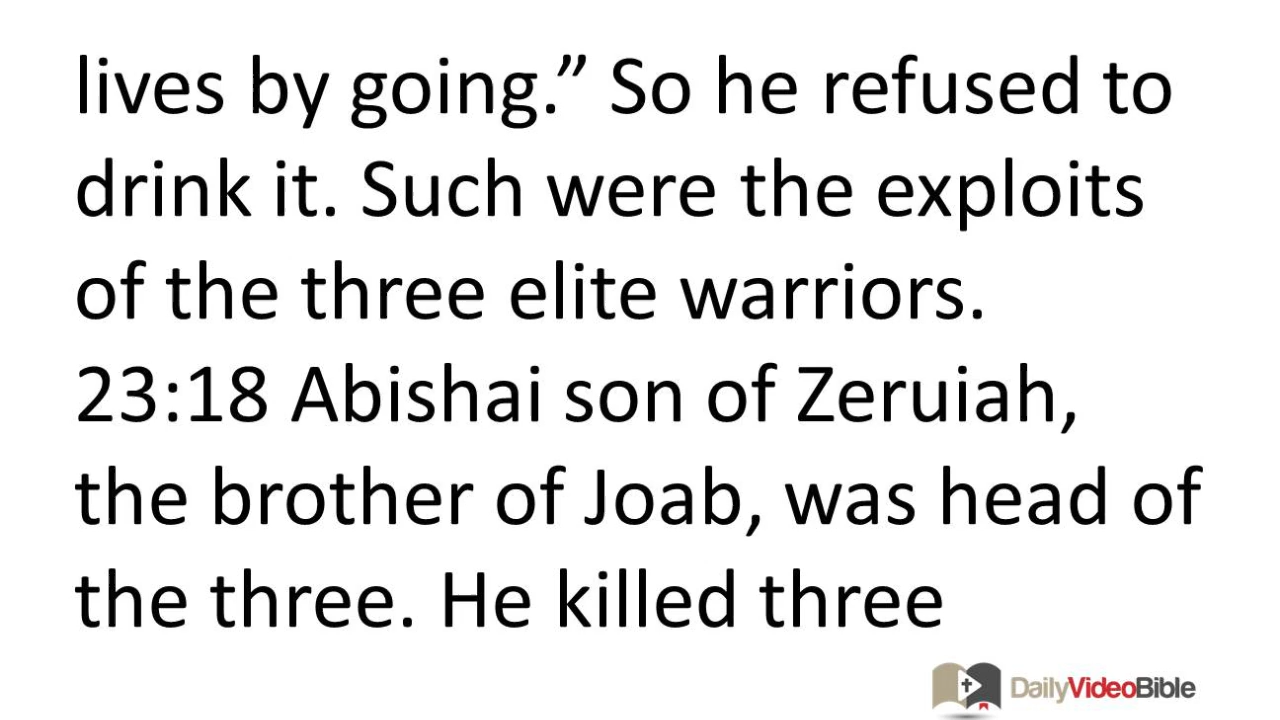 lives by going.” So he refused to
drink it. Such were the exploits
of the three elite warriors.
23:18 Abishai son of Zeruiah,
the brother of Joab, was head of
the three. He killed three
DailyVideoBible